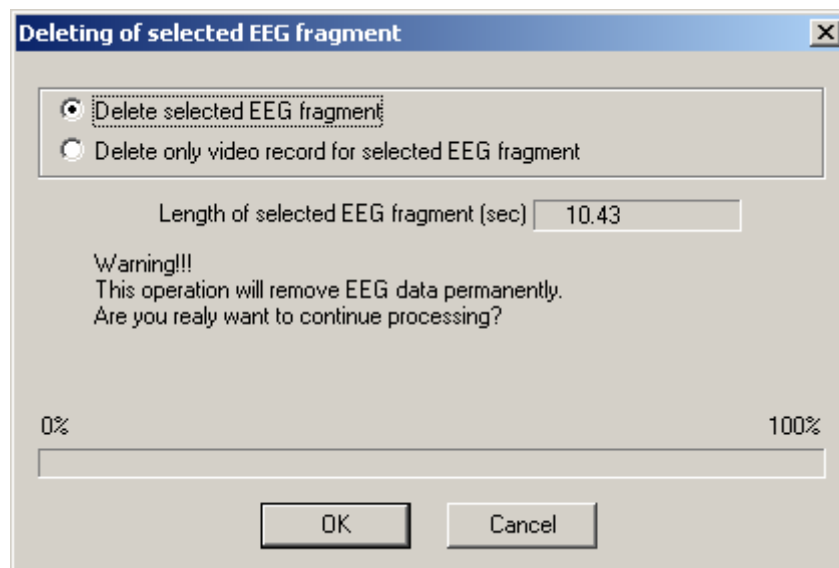 Deleting of selected EEG fragment
Delete selected EEG fragment
Delete only video record for selected EEG fragment
Length of selected EEG fragment (sec) 10.43
Warning!!!
This operation will remove EEG data permanently.
Are you realy want to continue processing?
0% 100%
OK Cancel